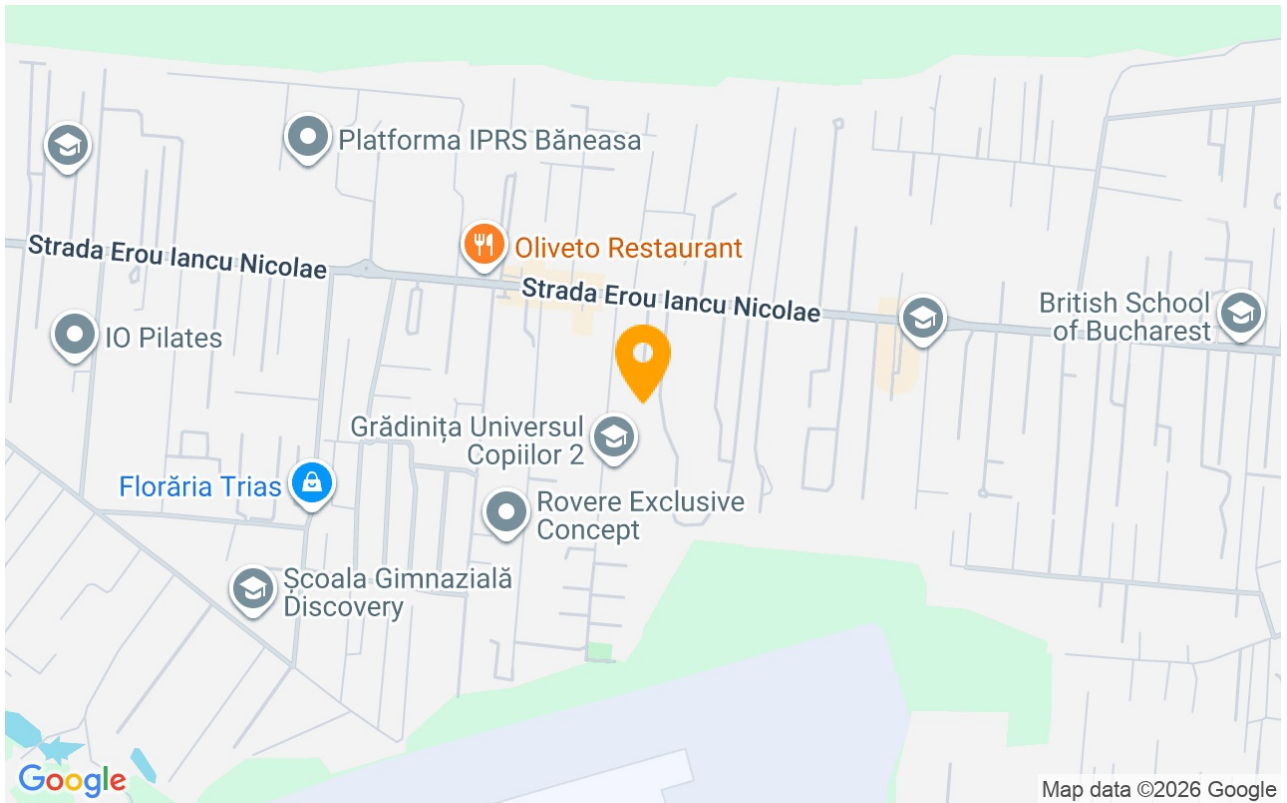 Platforma IPRS Băneasa
Strada Erou Iancu Nicolae
Oliveto Restaurant
Strada Erou Iancu Nicolae
British School
of Bucharest
IO Pilates
Grădinița Universul
Copiilor 2
Florăria Trias
Rovere Exclusive
Concept
Școala Gimnazială
Discovery
Google
Map data ©2026 Google